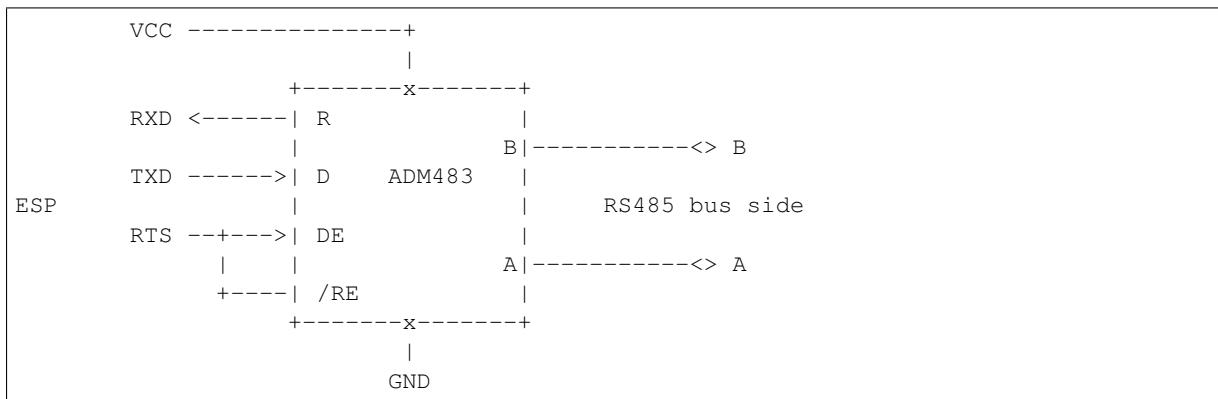 VCC ---------------+
|
+-------x-------+
RXD <------| R |
| B|-----------<> B
TXD ------>| D ADM483 |
ESP | | RS485 bus side
RTS --+--->| DE |
| | A|-----------<> A
+----| /RE |
+-------x-------+
|
GND